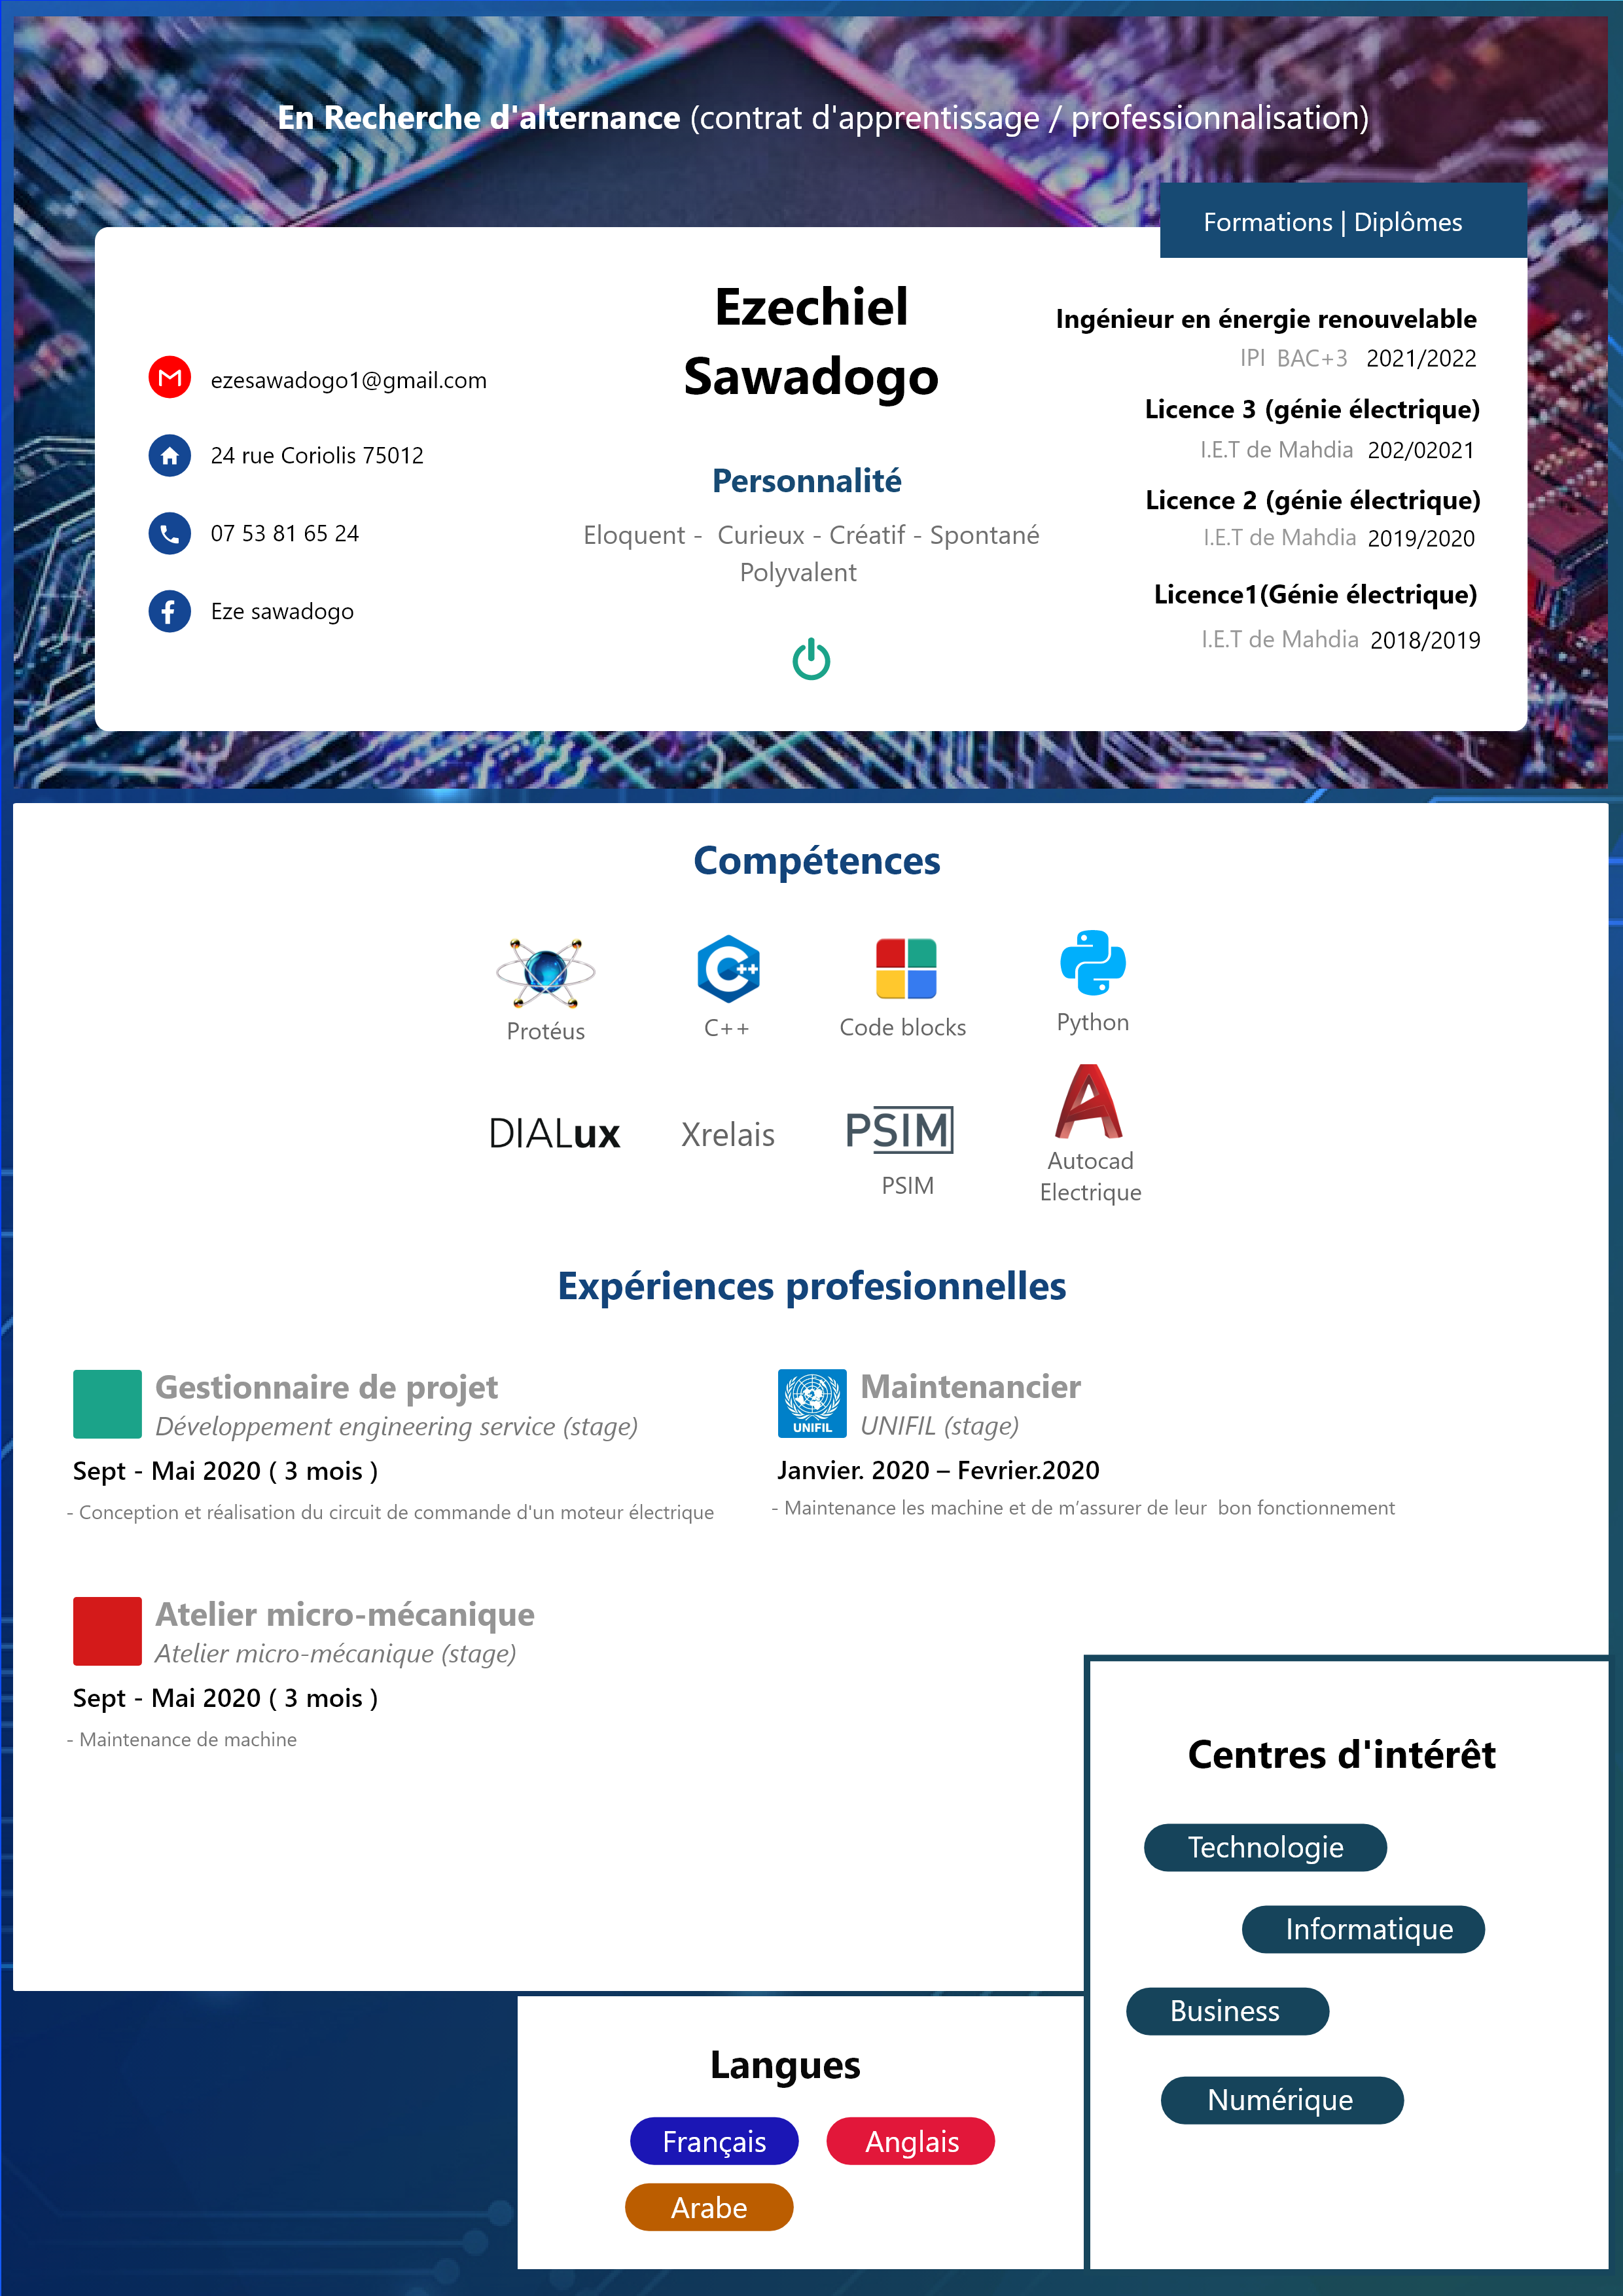 En Recherche d'alternance (contrat d'apprentissage / professionnalisation)
Formations | Diplômes
Ezechiel
Sawadogo
ezesawadogo1@gmail.com
24 rue Coriolis 75012
07 53 81 65 24
Eze sawadogo
Personnalité
Eloquent - Curieux - Créatif - Spontané
Polyvalent
Ingénieur en énergie renouvelable
IPI BAC+3 2021/2022
Licence 3 (génie électrique)
I.E.T de Mahdia 202/02021
Licence 2 (génie électrique)
I.E.T de Mahdia 2019/2020
Licence1(Génie électrique)
I.E.T de Mahdia 2018/2019
Compétences
C++
Protéus
C++
Code blocks
Python
DIALux
Xrelais
PSIM
PSIM
Autocad
Electrique
Expériences profesionnelles
Gestionnaire de projet
Développement engineering service (stage)
Sept - Mai 2020 ( 3 mois )
- Conception et réalisation du circuit de commande d'un moteur électrique
UNIFIL
Maintenancier
UNIFIL (stage)
Janvier. 2020 – Fevrier.2020
- Maintenance les machine et de m’assurer de leur bon fonctionnement
Atelier micro-mécanique
Atelier micro-mécanique (stage)
Sept - Mai 2020 ( 3 mois )
- Maintenance de machine
Centres d'intérêt
Technologie
Informatique
Business
Numérique
Langues
Français
Anglais
Arabe